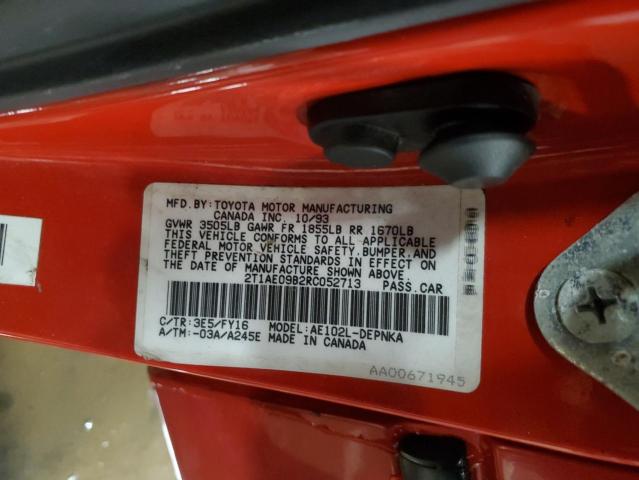 MFD.BY:TOYOTA MOTOR MANUFACTURING
CANADA INC. 10/93
GVWR 3505LB GAWR FR 1855LB RR 1670LB
THIS VEHICLE CONFORMS TO ALL APPLICABLE
FEDERAL MOTOR VEHICLE SAFETY,BUMPER,AND
THEFT PREVENTION STANDARDS IN EFFECT ON
THE DATE OF MANUFACTURE SHOWN ABOVE.
2T1AE09B2RC052713 PASS.CAR
C/TR:3E5/FY16 MODEL:AE102L-DEPNKA
A/TM:-03A/A245E MADE IN CANADA
AA00671945